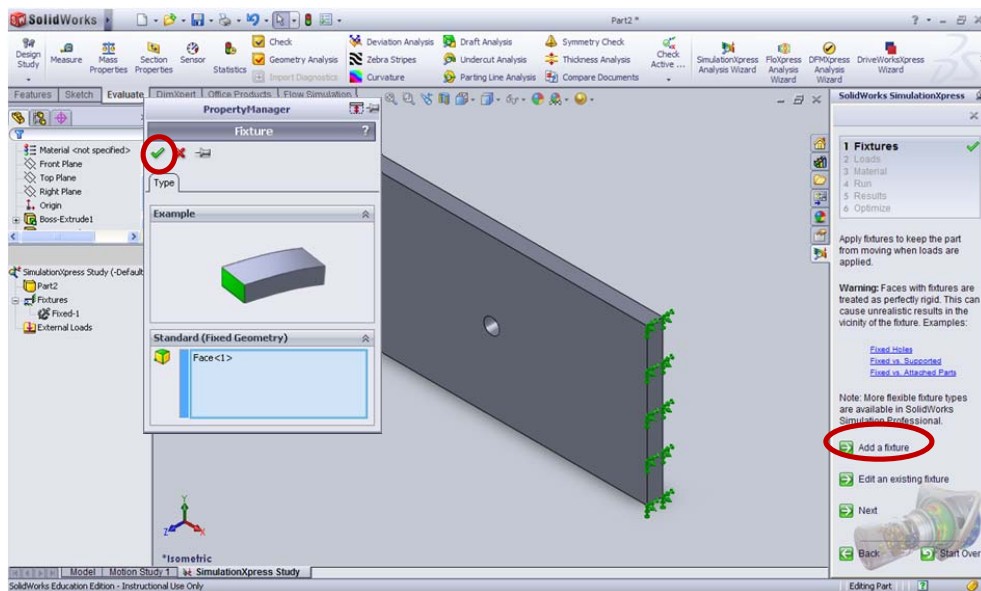 SolidWorks
Part2 *
Design Study
Measure
Mass Properties
Section Properties
Sensor
Statistics
Check
Geometry Analysis
Import Diagnostics
Deviation Analysis
Zebra Stripes
Curvature
Draft Analysis
Undercut Analysis
Parting Line Analysis
Symmetry Check
Thickness Analysis
Compare Documents
Check Active ...
SimulationXpress Analysis Wizard
FloXpress Analysis Wizard
DFMXpress Analysis Wizard
DriveWorksXpress Wizard
Features Sketch Evaluate DimXpert Office Products Flow Simulation
PropertyManager
Fixture ?
Type
Example
Standard (Fixed Geometry)
Face<1>
Material <not specified>
Front Plane
Top Plane
Right Plane
Origin
Boss-Extrude1
SimulationXpress Study (-Default
Part2
Fixtures
Fixed-1
External Loads
Y
Z
X
*Isometric
SolidWorks SimulationXpress
1 Fixtures
2 Loads
3 Material
4 Run
5 Results
6 Optimize
Apply fixtures to keep the part
from moving when loads are
applied.
Warning: Faces with fixtures are
treated as perfectly rigid. This can
cause unrealistic results in the
vicinity of the fixture. Examples:
Fixed Holes
Fixed vs. Supported
Fixed vs. Attached Parts
Note: More flexible fixture types
are available in SolidWorks
Simulation Professional.
Add a fixture
Edit an existing fixture
Next
Back Start Over
Model Motion Study 1 SimulationXpress Study
SolidWorks Education Edition - Instructional Use Only
Editing Part